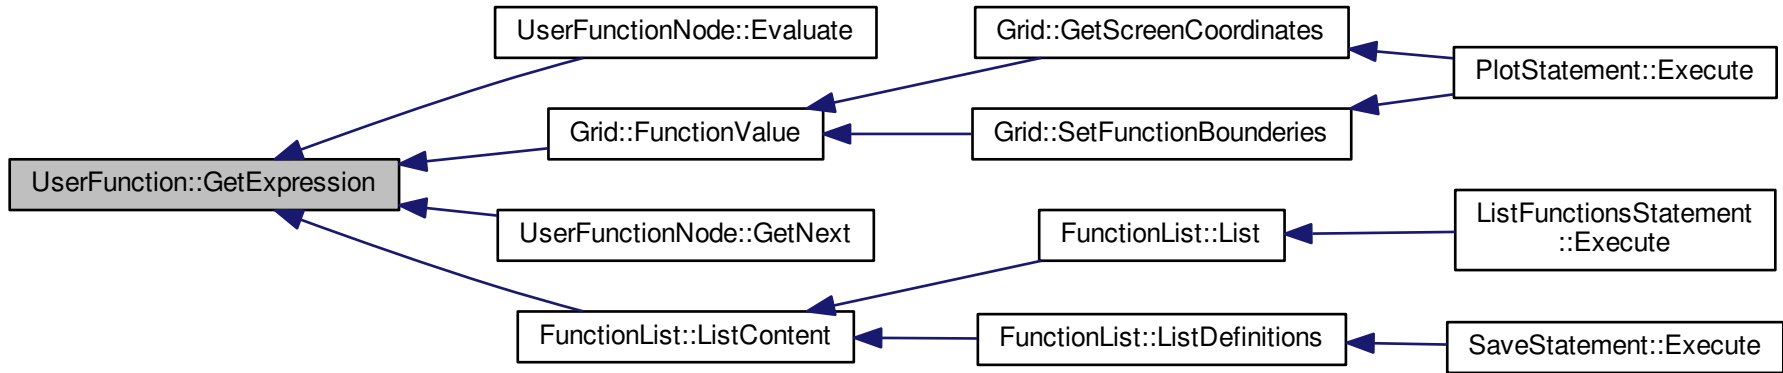 UserFunctionNode::Evaluate
Grid::GetScreenCoordinates
PlotStatement::Execute
Grid::FunctionValue
Grid::SetFunctionBounderies
UserFunction::GetExpression
UserFunctionNode::GetNext
FunctionList::List
ListFunctionsStatement
::Execute
FunctionList::ListContent
FunctionList::ListDefinitions
SaveStatement::Execute